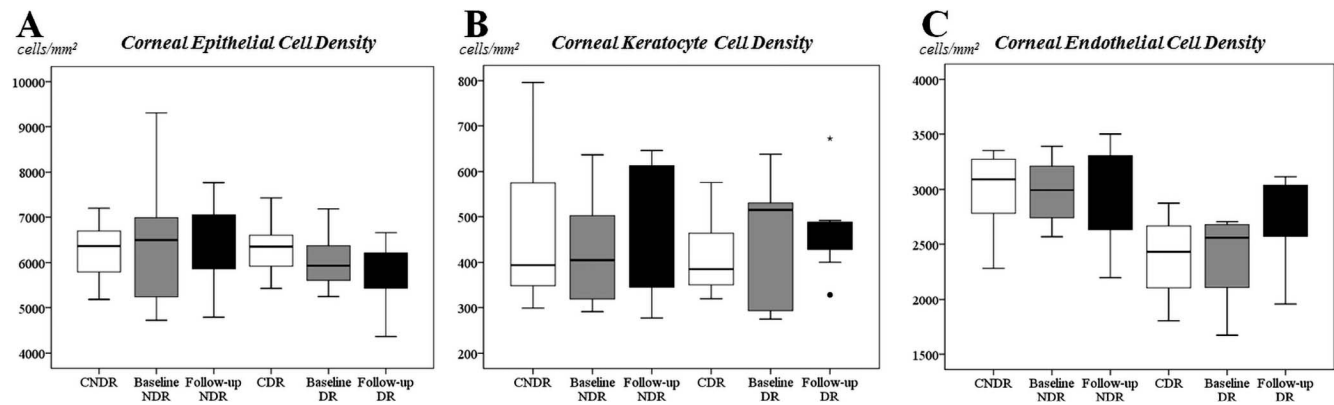 A
cells/mm²
Corneal Epithelial Cell Density
10000
9000
8000
7000
6000
5000
4000
CNDR
Baseline
NDR
Follow-up
NDR
CDR
Baseline
DR
Follow-up
DR
B
cells/mm²
Corneal Keratocyte Cell Density
800
700
600
500
400
300
200
CNDR
Baseline
NDR
Follow-up
NDR
CDR
Baseline
DR
Follow-up
DR
C
cells/mm²
Corneal Endothelial Cell Density
4000
3500
3000
2500
2000
1500
CNDR
Baseline
NDR
Follow-up
NDR
CDR
Baseline
DR
Follow-up
DR